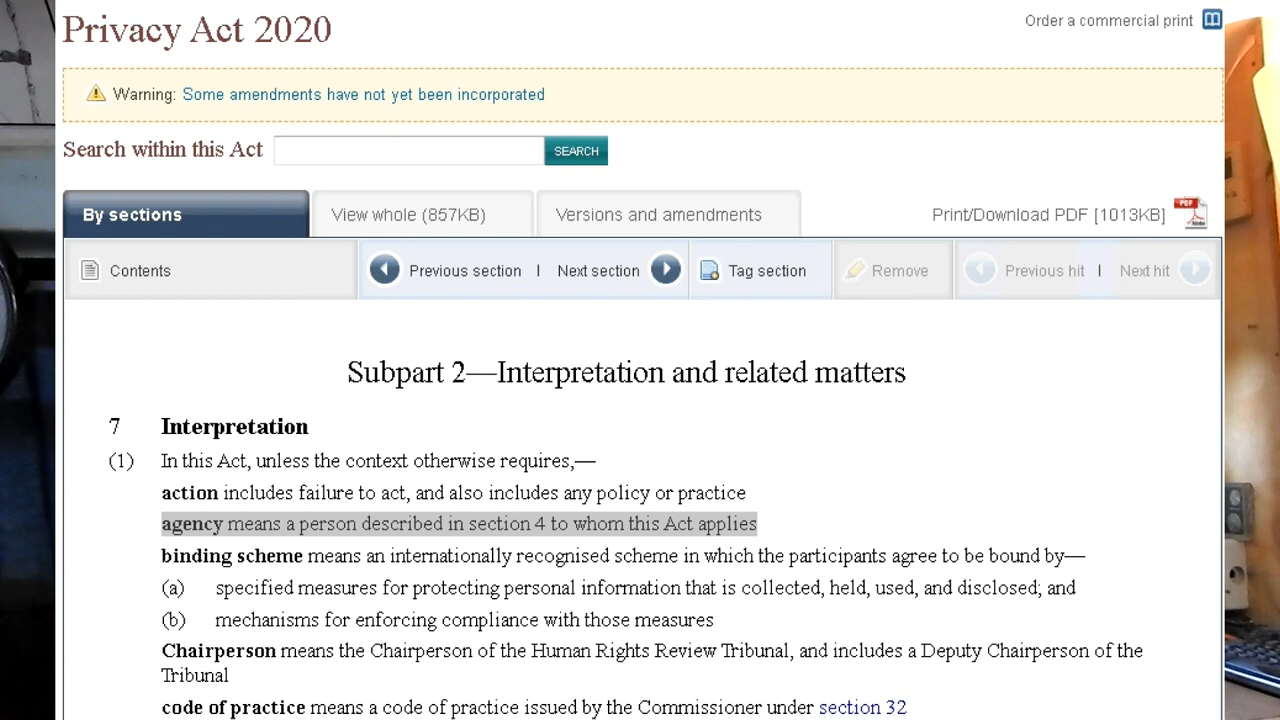 Privacy Act 2020
Order a commercial print
Warning: Some amendments have not yet been incorporated
Search within this Act
SEARCH
By sections
View whole (857KB)
Versions and amendments
Print/Download PDF [1013KB]
PDF
Adobe
Contents
Previous section | Next section
Tag section
Remove
Previous hit | Next hit
Subpart 2—Interpretation and related matters
7 Interpretation
(1) In this Act, unless the context otherwise requires,—
action includes failure to act, and also includes any policy or practice
agency means a person described in section 4 to whom this Act applies
binding scheme means an internationally recognised scheme in which the participants agree to be bound by—
(a) specified measures for protecting personal information that is collected, held, used, and disclosed; and
(b) mechanisms for enforcing compliance with those measures
Chairperson means the Chairperson of the Human Rights Review Tribunal, and includes a Deputy Chairperson of the
Tribunal
code of practice means a code of practice issued by the Commissioner under section 32